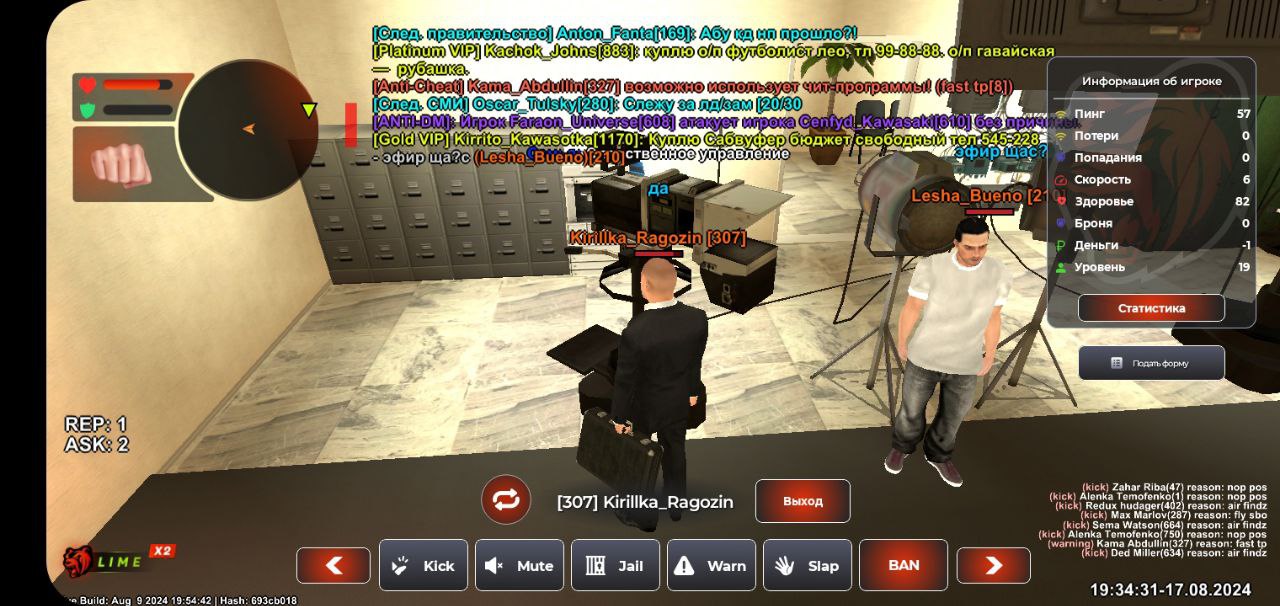 [След. правительство] Anton_Fanta[169]: Абу кд нп прошло?!
[Platinum VIP] Kachok_Johns[883]: куплю о/п футболист лео, тл 99-88-88. о/п гавайская
— рубашка.
[Anti-Cheat] Kama_Abdullin[327] возможно использует чит-программы! (fast tp[8])
[След. СМИ] Oscar_Tulsky[280]: Слежу за лд/зам [20/30
[ANTI-DM]: Игрок Faraon_Universe[608] атакует игрока Cenfyd_Kawasaki[610] без причины.
[Gold VIP] Kirrito_Kawasotka[1170]: Куплю Сабвуфер бюджет свободный тел 545-228
- эфир ща?с (Lesha_Bueno)[210]
ственное управление
эфир щас?
да
Lesha_Bueno [210]
Kirillka_Ragozin [307]
Информация об игроке
Пинг 57
Потери 0
Попадания 0
Скорость 6
Здоровье 82
Броня 0
Деньги -1
Уровень 19
Статистика
Подать форму
REP: 1
ASK: 2
[307] Kirillka_Ragozin
Выход
(kick) Zahar Riba(47) reason: nop pos
(kick) Alenka Temofenko(1) reason: nop pos
(kick) Redux hudager(402) reason: air findz
(kick) Max Marlov(287) reason: fly sbo
(kick) Sema Watson(664) reason: air findz
(kick) Alenka Temofenko(750) reason: nop pos
(warning) Kama Abdullin(327) reason: fast tp
(kick) Ded Miller(634) reason: air findz
LIME X2
Kick
Mute
Jail
Warn
Slap
BAN
19:34:31-17.08.2024
ve Build: Aug 9 2024 19:54:42 | Hash: 693cb018